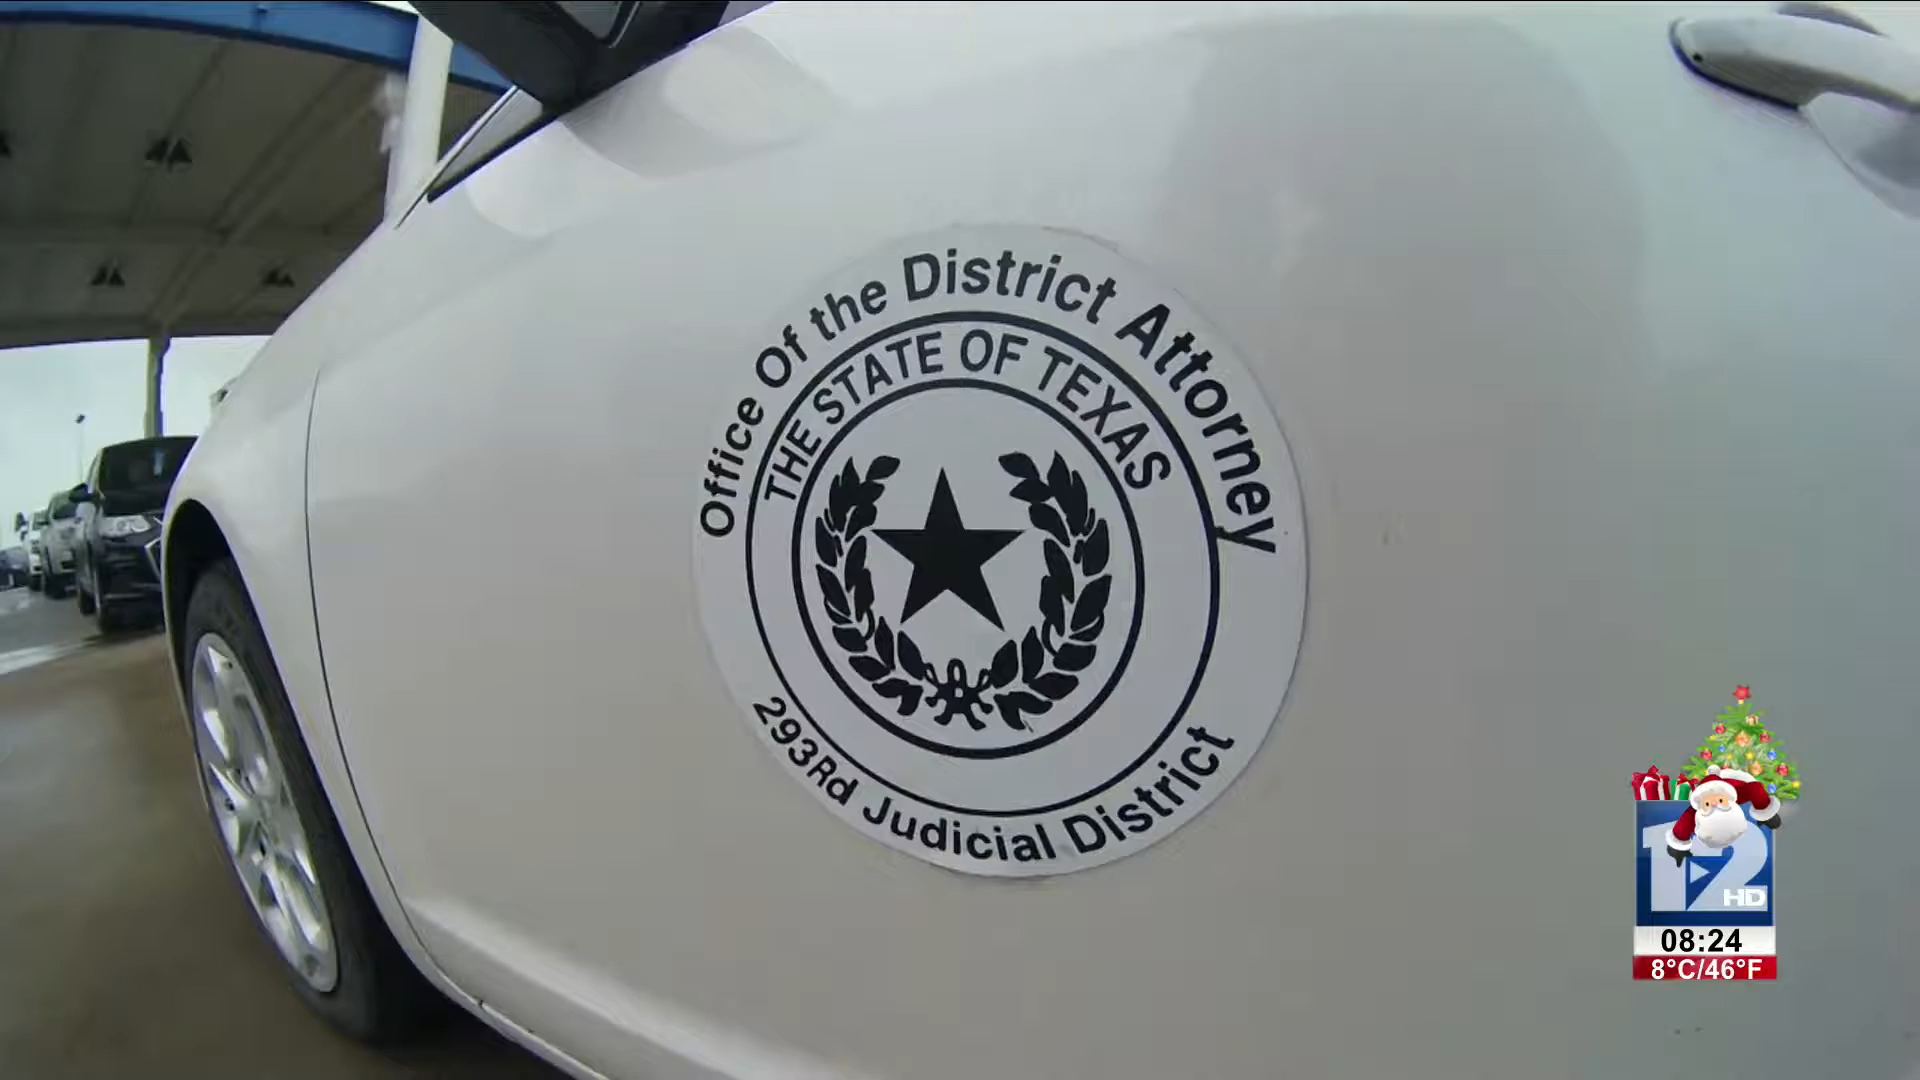 Office Of the District Attorney
THE STATE OF TEXAS
293Rd Judicial District
12
HD
08:24
8°C/46°F